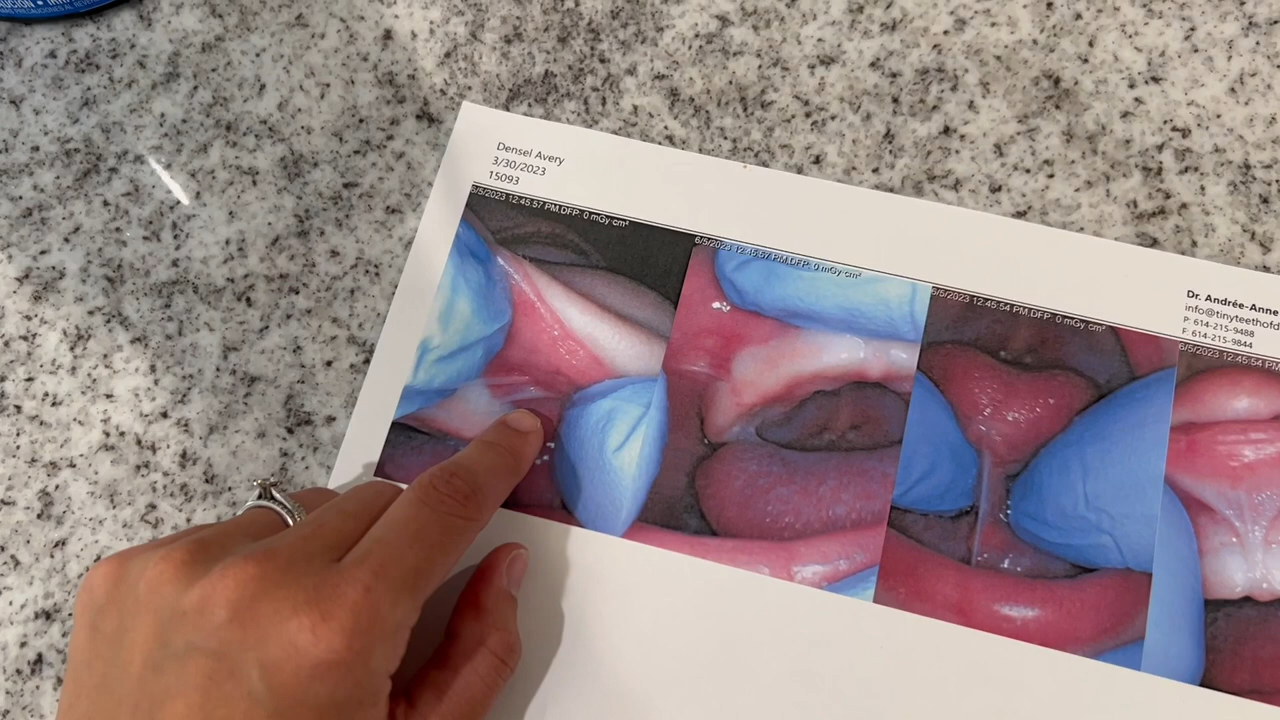 Densel Avery
3/30/2023
15093
6/5/2023 12:45:57 PM,DFP: 0 mGy·cm²
6/5/2023 12:45:57 PM,DFP: 0 mGy·cm²
6/5/2023 12:45:54 PM,DFP: 0 mGy·cm²
Dr. Andrée-Anne
info@tinyteethof
P: 614-215-9488
F: 614-215-9844
6/5/2023 12:45:54 PM